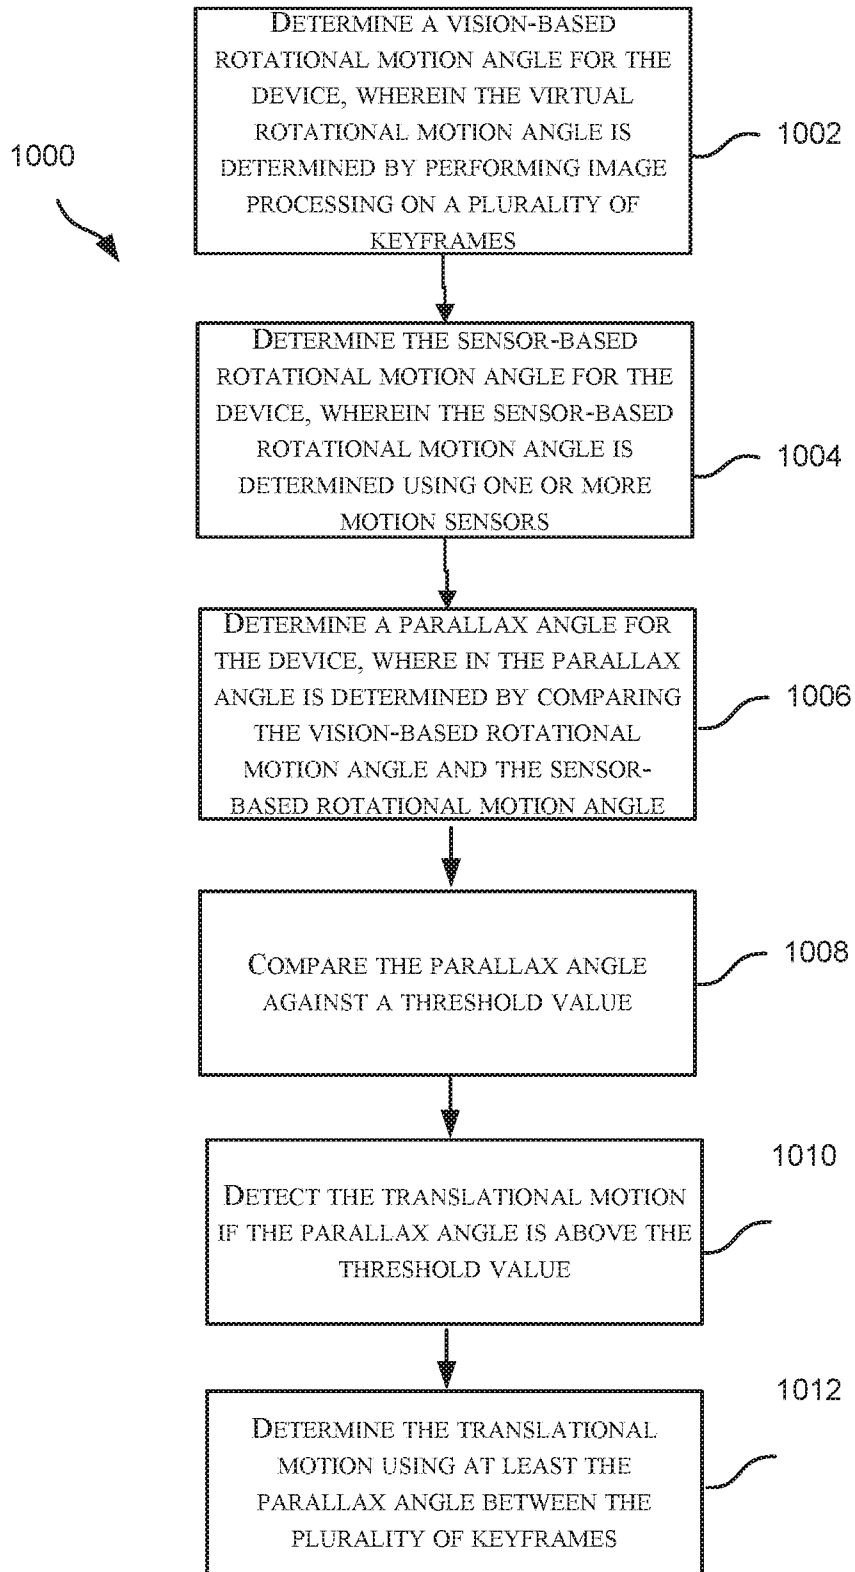 1000
DETERMINE A VISION-BASED
ROTATIONAL MOTION ANGLE FOR THE
DEVICE, WHEREIN THE VIRTUAL
ROTATIONAL MOTION ANGLE IS
DETERMINED BY PERFORMING IMAGE
PROCESSING ON A PLURALITY OF
KEYFRAMES
1002
DETERMINE THE SENSOR-BASED
ROTATIONAL MOTION ANGLE FOR THE
DEVICE, WHEREIN THE SENSOR-BASED
ROTATIONAL MOTION ANGLE IS
DETERMINED USING ONE OR MORE
MOTION SENSORS
1004
DETERMINE A PARALLAX ANGLE FOR
THE DEVICE, WHERE IN THE PARALLAX
ANGLE IS DETERMINED BY COMPARING
THE VISION-BASED ROTATIONAL
MOTION ANGLE AND THE SENSOR-
BASED ROTATIONAL MOTION ANGLE
1006
COMPARE THE PARALLAX ANGLE
AGAINST A THRESHOLD VALUE
1008
DETECT THE TRANSLATIONAL MOTION
IF THE PARALLAX ANGLE IS ABOVE THE
THRESHOLD VALUE
1010
DETERMINE THE TRANSLATIONAL
MOTION USING AT LEAST THE
PARALLAX ANGLE BETWEEN THE
PLURALITY OF KEYFRAMES
1012